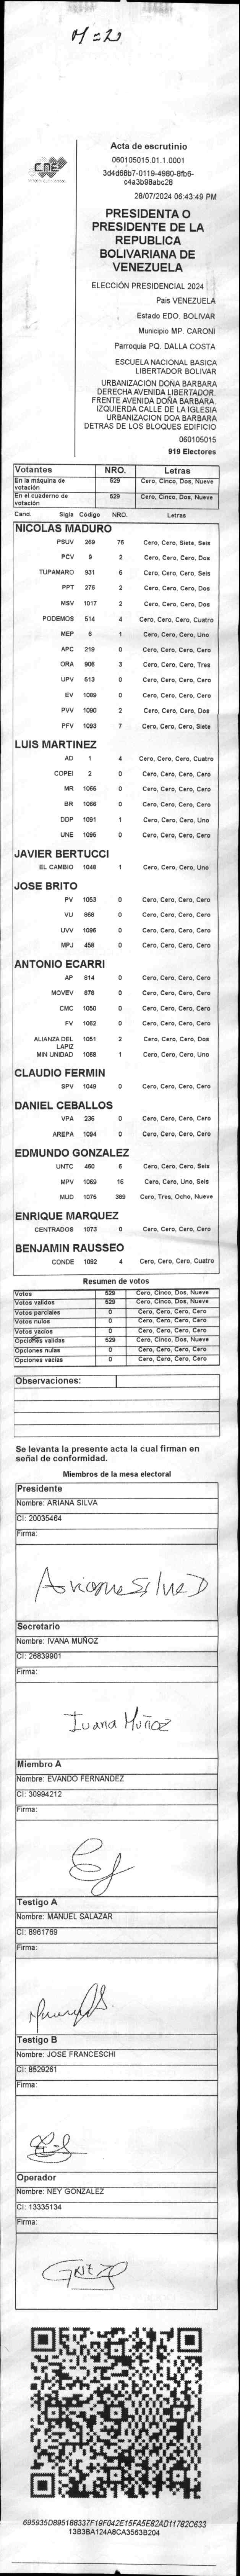 M=2
CNE
Acta de escrutinio
060105015.01.1.0001
3d4d68b7-0119-4980-8fb5-
c4a3b98abc28
28/07/2024 06:43:49 PM
PRESIDENTA O
PRESIDENTE DE LA
REPUBLICA
BOLIVARIANA DE
VENEZUELA
ELECCIÓN PRESIDENCIAL 2024
Pais VENEZUELA
Estado EDO. BOLIVAR
Municipio MP. CARONI
Parroquia PQ. DALLA COSTA
ESCUELA NACIONAL BASICA
LIBERTADOR BOLIVAR
URBANIZACIÓN DOÑA BARBARA
DERECHA AVENIDA LIBERTADOR.
FRENTE AVENIDA DOÑA BARBARA.
IZQUIERDA CALLE DE LA IGLESIA
URBANIZACION DOA BARBARA
DETRAS DE LOS BLOQUES EDIFICIO
060105015
919 Electores
Votantes NRO. Letras
En la máquina de votación 529 Cero, Cinco, Dos, Nueve
En el cuaderno de votación 529 Cero, Cinco, Dos, Nueve
Cand. Sigla Código NRO. Letras
NICOLAS MADURO
PSUV 269 76 Cero, Cero, Siete, Seis
PCV 9 2 Cero, Cero, Cero, Dos
TUPAMARO 931 6 Cero, Cero, Cero, Seis
PPT 276 2 Cero, Cero, Cero, Dos
MSV 1017 2 Cero, Cero, Cero, Dos
PODEMOS 514 4 Cero, Cero, Cero, Cuatro
MEP 6 1 Cero, Cero, Cero, Uno
APC 219 0 Cero, Cero, Cero, Cero
ORA 906 3 Cero, Cero, Cero, Tres
UPV 513 0 Cero, Cero, Cero, Cero
EV 1089 0 Cero, Cero, Cero, Cero
PVV 1090 2 Cero, Cero, Cero, Dos
PFV 1093 7 Cero, Cero, Cero, Siete
LUIS MARTINEZ
AD 1 4 Cero, Cero, Cero, Cuatro
COPEI 2 0 Cero, Cero, Cero, Cero
MR 1065 0 Cero, Cero, Cero, Cero
BR 1066 0 Cero, Cero, Cero, Cero
DDP 1091 1 Cero, Cero, Cero, Uno
UNE 1095 0 Cero, Cero, Cero, Cero
JAVIER BERTUCCI
EL CAMBIO 1048 1 Cero, Cero, Cero, Uno
JOSE BRITO
PV 1053 0 Cero, Cero, Cero, Cero
VU 868 0 Cero, Cero, Cero, Cero
UVV 1096 0 Cero, Cero, Cero, Cero
MPJ 458 0 Cero, Cero, Cero, Cero
ANTONIO ECARRI
AP 814 0 Cero, Cero, Cero, Cero
MOVEV 878 0 Cero, Cero, Cero, Cero
CMC 1050 0 Cero, Cero, Cero, Cero
FV 1062 0 Cero, Cero, Cero, Cero
ALIANZA DEL LAPIZ 1051 2 Cero, Cero, Cero, Dos
MIN UNIDAD 1068 1 Cero, Cero, Cero, Uno
CLAUDIO FERMIN
SPV 1049 0 Cero, Cero, Cero, Cero
DANIEL CEBALLOS
VPA 236 0 Cero, Cero, Cero, Cero
AREPA 1094 0 Cero, Cero, Cero, Cero
EDMUNDO GONZALEZ
UNTC 460 6 Cero, Cero, Cero, Seis
MPV 1069 16 Cero, Cero, Uno, Seis
MUD 1075 389 Cero, Tres, Ocho, Nueve
ENRIQUE MARQUEZ
CENTRADOS 1073 0 Cero, Cero, Cero, Cero
BENJAMIN RAUSSEO
CONDE 1092 4 Cero, Cero, Cero, Cuatro
Resumen de votos
Votos 529 Cero, Cinco, Dos, Nueve
Votos validos 529 Cero, Cinco, Dos, Nueve
Votos parciales 0 Cero, Cero, Cero, Cero
Votos nulos 0 Cero, Cero, Cero, Cero
Votos vacios 0 Cero, Cero, Cero, Cero
Opciones validas 529 Cero, Cinco, Dos, Nueve
Opciones nulas 0 Cero, Cero, Cero, Cero
Opciones vacias 0 Cero, Cero, Cero, Cero
Observaciones:
Se levanta la presente acta la cual firman en
señal de conformidad.
Miembros de la mesa electoral
Presidente
Nombre: ARIANA SILVA
CI: 20035464
Firma:
Ariana Silva D
Secretario
Nombre: IVANA MUÑOZ
CI: 26839901
Firma:
Ivana Muñoz
Miembro A
Nombre: EVANDO FERNANDEZ
CI: 30994212
Firma:
Testigo A
Nombre: MANUEL SALAZAR
CI: 8961769
Firma:
Testigo B
Nombre: JOSE FRANCESCHI
CI: 8529261
Firma:
Operador
Nombre: NEY GONZALEZ
CI: 13335134
Firma:
695935D895188337F19F042E15FA5E82AD11782C633
13B3BA124A8CA3563B204